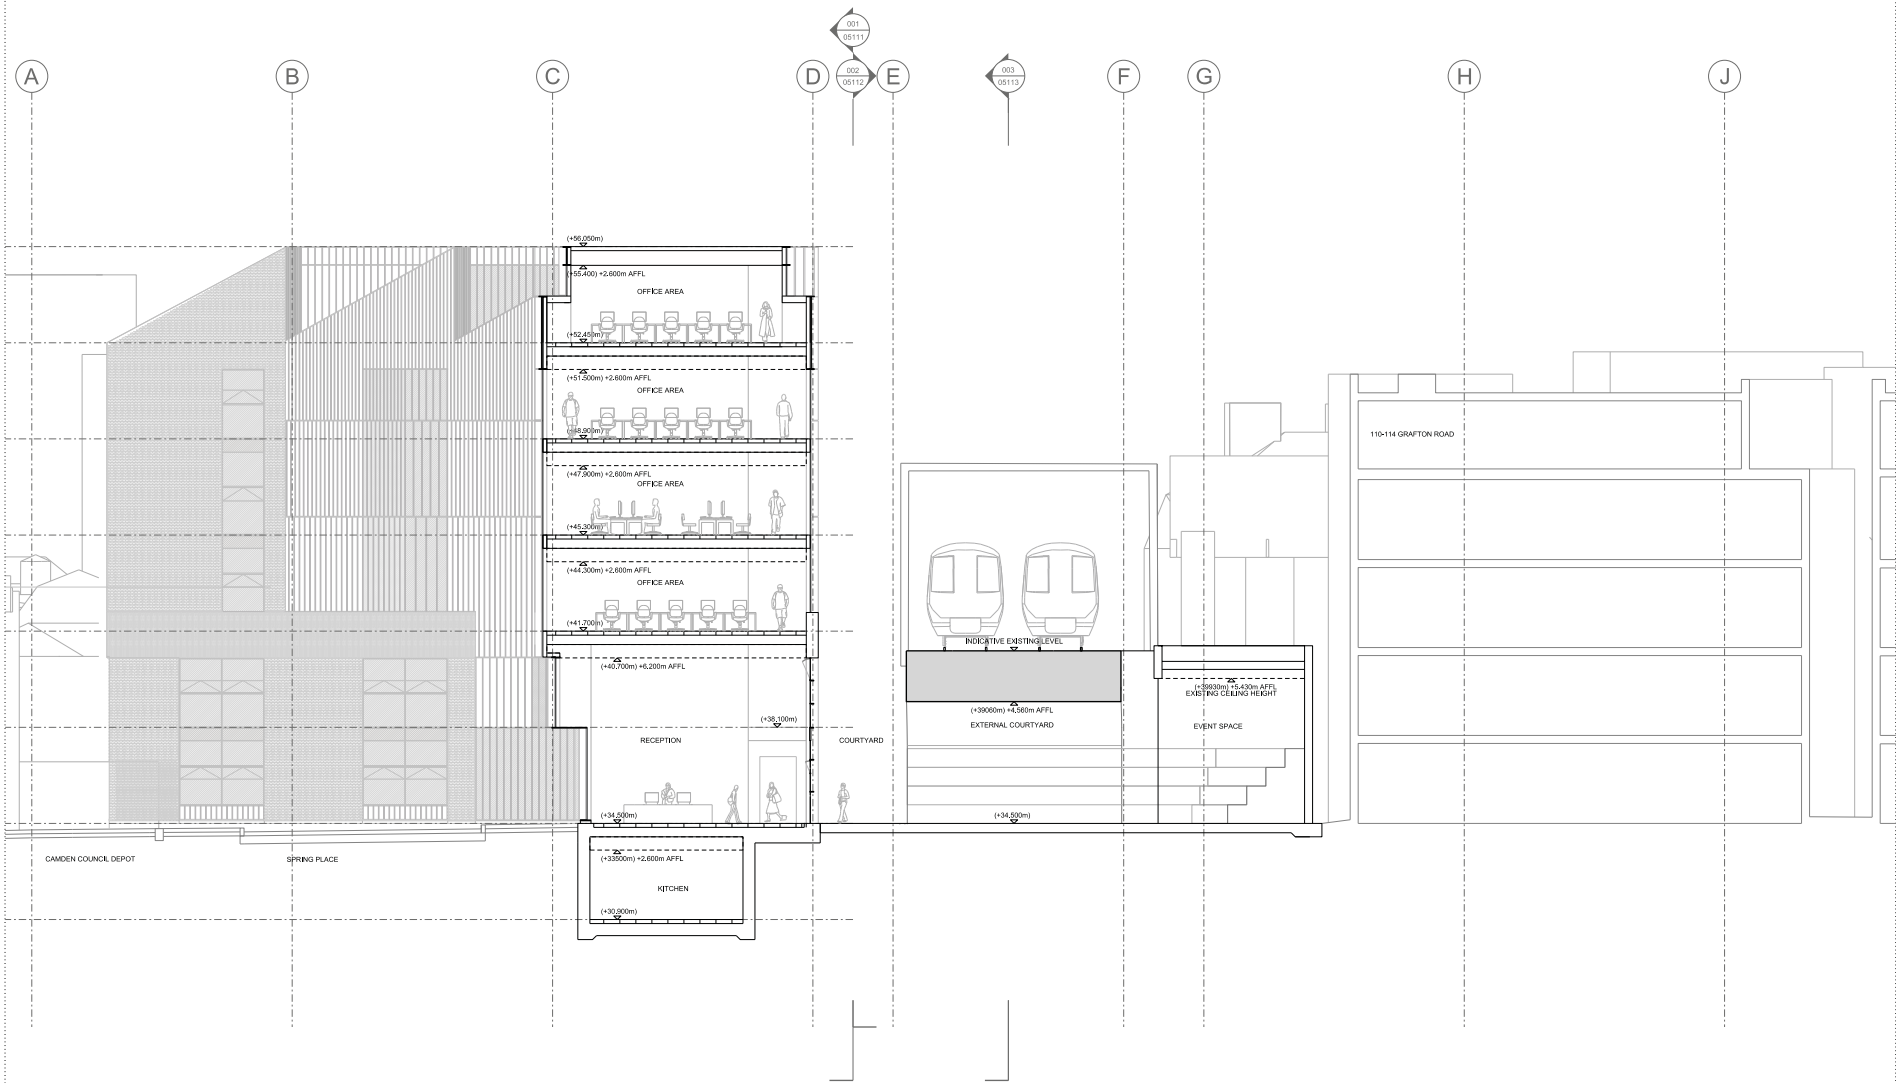 001
05111
A
B
C
D
002
05112
E
003
05113
F
G
H
J
(+56.050m)
(+55.400) +2.600m AFFL
OFFICE AREA
(+52.450m)
(+51.500m) +2.600m AFFL
OFFICE AREA
(+48.900m)
110-114 GRAFTON ROAD
(+47.900m) +2.600m AFFL
OFFICE AREA
(+45.300m)
(+44.300m) +2.600m AFFL
OFFICE AREA
(+41.700m)
INDICATIVE EXISTING LEVEL
(+40.700m) +6.200m AFFL
(+39930m) +5.430m AFFL
EXISTING CEILING HEIGHT
(+39060m) +4.560m AFFL
(+38.100m)
EXTERNAL COURTYARD
EVENT SPACE
RECEPTION
COURTYARD
(+34.500m)
(+34.500m)
CAMDEN COUNCIL DEPOT
SPRING PLACE
(+33500m) +2.600m AFFL
KITCHEN
(+30.900m)